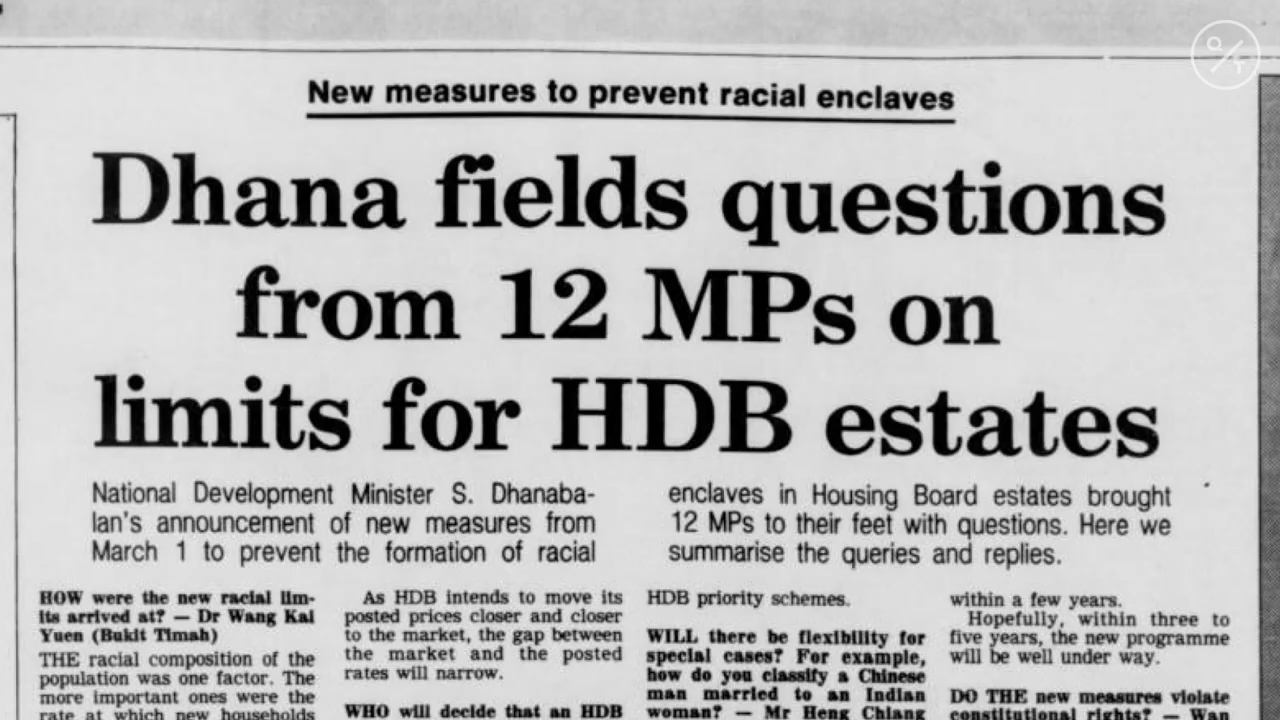 New measures to prevent racial enclaves
Dhana fields questions
from 12 MPs on
limits for HDB estates
National Development Minister S. Dhanaba-
lan's announcement of new measures from
March 1 to prevent the formation of racial
enclaves in Housing Board estates brought
12 MPs to their feet with questions. Here we
summarise the queries and replies.
HOW were the new racial lim-
its arrived at? — Dr Wang Kai
Yuen (Bukit Timah)
THE racial composition of the
population was one factor. The
more important ones were the
rate at which new households
As HDB intends to move its
posted prices closer and closer
to the market, the gap between
the market and the posted
rates will narrow.
WHO will decide that an HDB
HDB priority schemes.
WILL there be flexibility for
special cases? For example,
how do you classify a Chinese
man married to an Indian
woman? — Mr Heng Chiang
within a few years.
Hopefully, within three to
five years, the new programme
will be well under way.
DO THE new measures violate
constitutional rights? — Wan